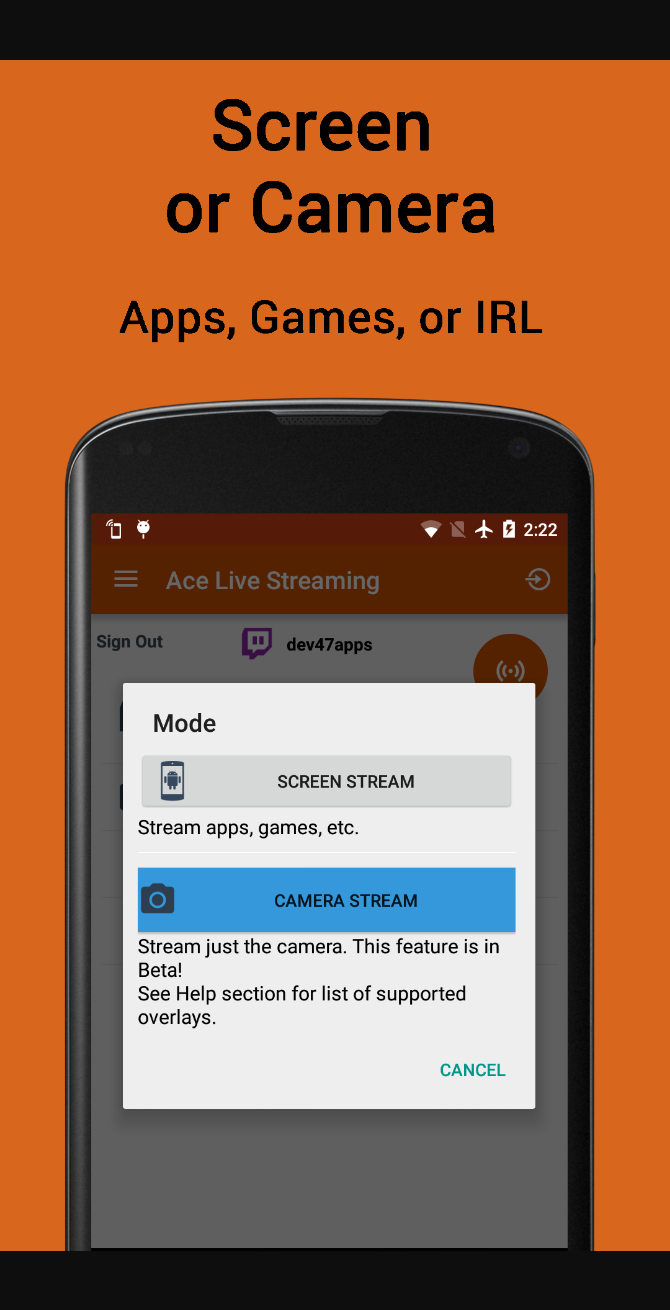 Screen
or Camera
Apps, Games, or IRL
2:22
Ace Live Streaming
Sign Out
dev47apps
Mode
SCREEN STREAM
Stream apps, games, etc.
CAMERA STREAM
Stream just the camera. This feature is in
Beta!
See Help section for list of supported
overlays.
CANCEL